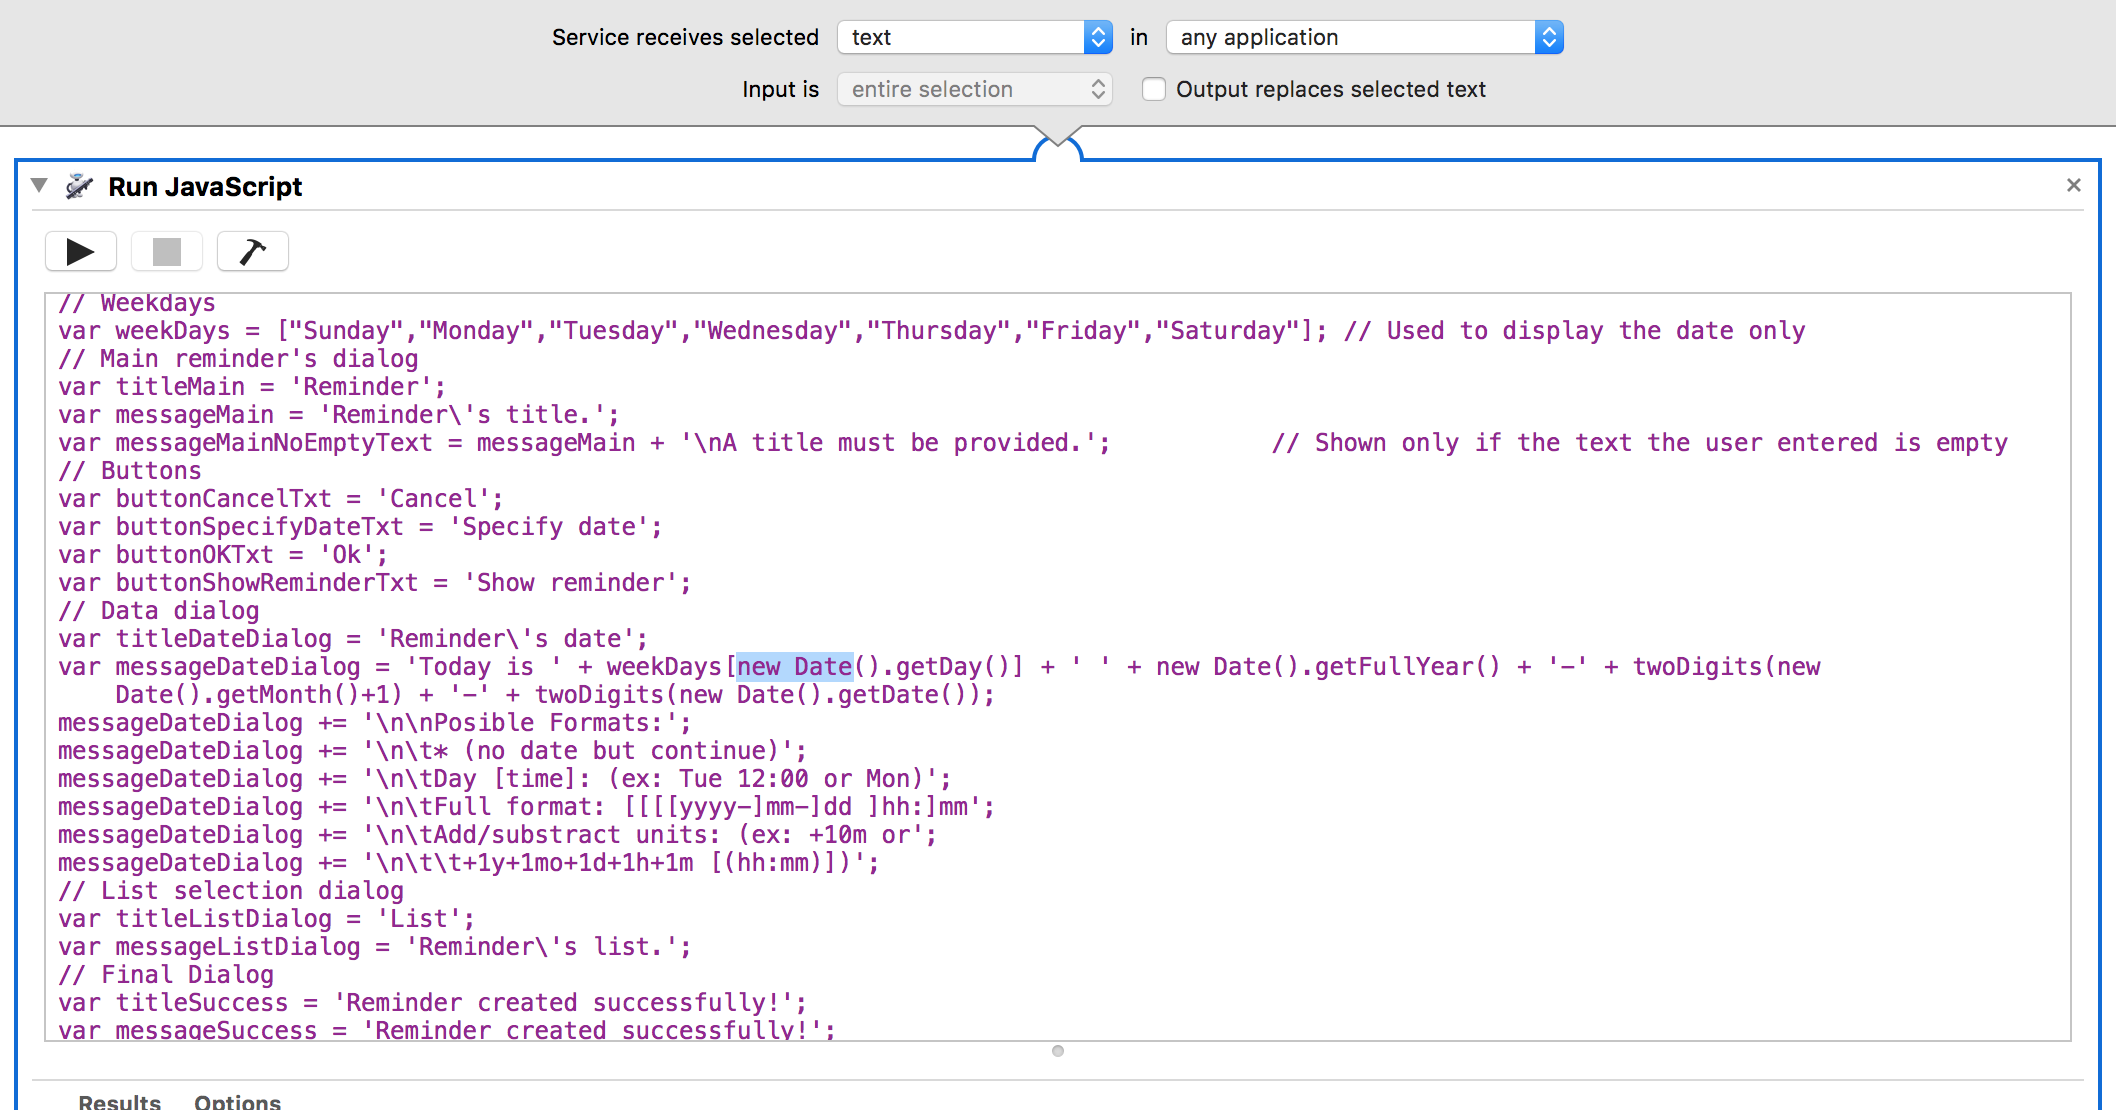 Service receives selected text in any application
Input is entire selection Output replaces selected text
Run JavaScript
// Weekdays
var weekDays = ["Sunday","Monday","Tuesday","Wednesday","Thursday","Friday","Saturday"]; // Used to display the date only
// Main reminder's dialog
var titleMain = 'Reminder';
var messageMain = 'Reminder\'s title.';
var messageMainNoEmptyText = messageMain + '\nA title must be provided.'; // Shown only if the text the user entered is empty
// Buttons
var buttonCancelTxt = 'Cancel';
var buttonSpecifyDateTxt = 'Specify date';
var buttonOKTxt = 'Ok';
var buttonShowReminderTxt = 'Show reminder';
// Data dialog
var titleDateDialog = 'Reminder\'s date';
var messageDateDialog = 'Today is ' + weekDays[new Date().getDay()] + ' ' + new Date().getFullYear() + '-' + twoDigits(new
Date().getMonth()+1) + '-' + twoDigits(new Date().getDate());
messageDateDialog += '\n\nPosible Formats:';
messageDateDialog += '\n\t* (no date but continue)';
messageDateDialog += '\n\tDay [time]: (ex: Tue 12:00 or Mon)';
messageDateDialog += '\n\tFull format: [[[[yyyy-]mm-]dd ]hh:]mm';
messageDateDialog += '\n\tAdd/substract units: (ex: +10m or';
messageDateDialog += '\n\t\t+1y+1mo+1d+1h+1m [(hh:mm)])';
// List selection dialog
var titleListDialog = 'List';
var messageListDialog = 'Reminder\'s list.';
// Final Dialog
var titleSuccess = 'Reminder created successfully!';
var messageSuccess = 'Reminder created successfully!';
Results Options